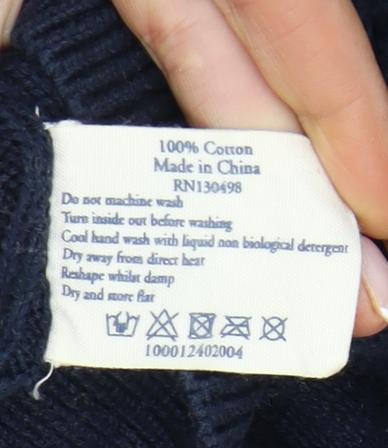 100% Cotton
Made in China
RN130498
Do not machine wash
Turn inside out before washing
Cool hand wash with liquid non biological detergent
Dry away from direct heat
Reshape whilst damp
Dry and store flat
100012402004